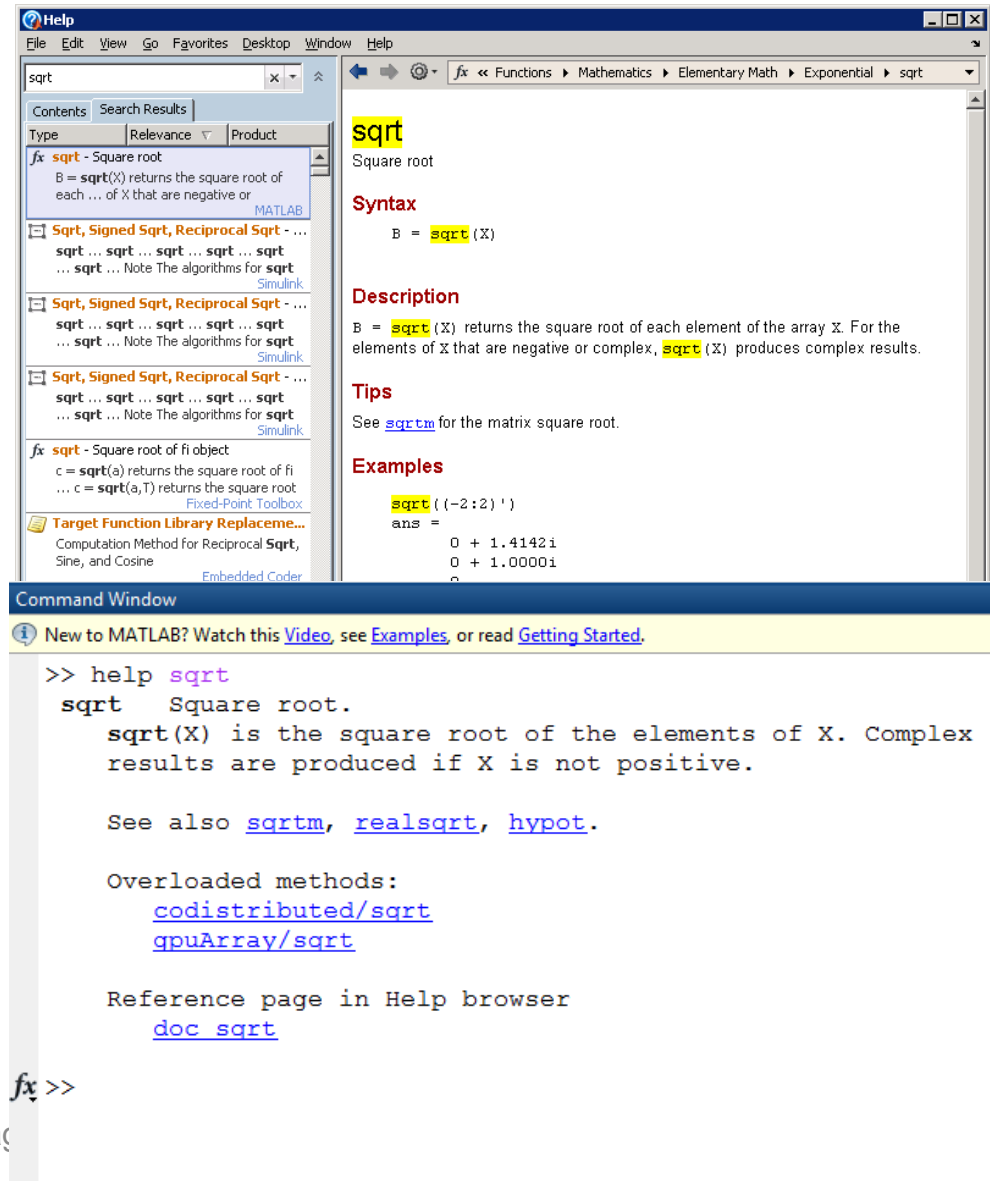 Help
File Edit View Go Favorites Desktop Window Help
sqrt
fx « Functions ▸ Mathematics ▸ Elementary Math ▸ Exponential ▸ sqrt
Contents Search Results
Type Relevance Product
fx sqrt - Square root
B = sqrt(X) returns the square root of
each ... of X that are negative or
MATLAB
Sqrt, Signed Sqrt, Reciprocal Sqrt - ...
sqrt ... sqrt ... sqrt ... sqrt ... sqrt
... sqrt ... Note The algorithms for sqrt
Simulink
Sqrt, Signed Sqrt, Reciprocal Sqrt - ...
sqrt ... sqrt ... sqrt ... sqrt ... sqrt
... sqrt ... Note The algorithms for sqrt
Simulink
Sqrt, Signed Sqrt, Reciprocal Sqrt - ...
sqrt ... sqrt ... sqrt ... sqrt ... sqrt
... sqrt ... Note The algorithms for sqrt
Simulink
fx sqrt - Square root of fi object
c = sqrt(a) returns the square root of fi
... c = sqrt(a,T) returns the square root
Fixed-Point Toolbox
Target Function Library Replaceme...
Computation Method for Reciprocal Sqrt,
Sine, and Cosine
Embedded Coder
sqrt
Square root
Syntax
B = sqrt(X)
Description
B = sqrt(X) returns the square root of each element of the array X. For the
elements of X that are negative or complex, sqrt(X) produces complex results.
Tips
See sqrtm for the matrix square root.
Examples
sqrt((-2:2)')
ans =
0 + 1.4142i
0 + 1.0000i
Command Window
New to MATLAB? Watch this Video, see Examples, or read Getting Started.
>> help sqrt
sqrt Square root.
sqrt(X) is the square root of the elements of X. Complex
results are produced if X is not positive.
See also sqrtm, realsqrt, hypot.
Overloaded methods:
codistributed/sqrt
gpuArray/sqrt
Reference page in Help browser
doc sqrt
fx >>